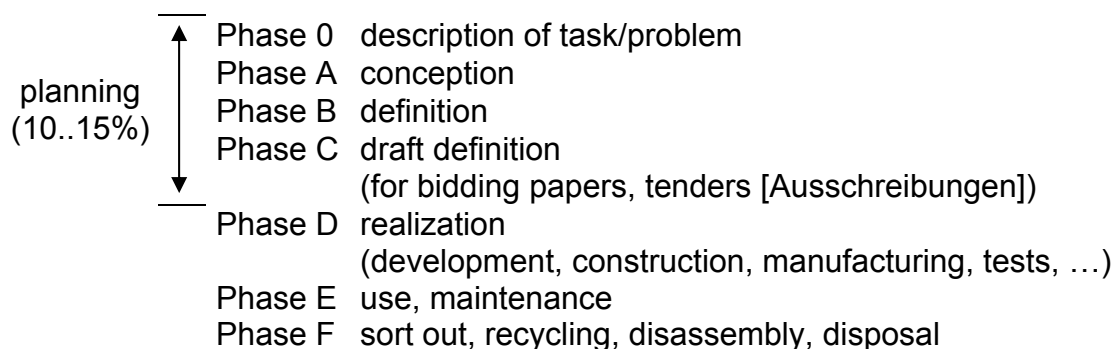 Phase 0 description of task/problem
Phase A conception
planning
(10..15%)
Phase B definition
Phase C draft definition
(for bidding papers, tenders [Ausschreibungen])
Phase D realization
(development, construction, manufacturing, tests, …)
Phase E use, maintenance
Phase F sort out, recycling, disassembly, disposal